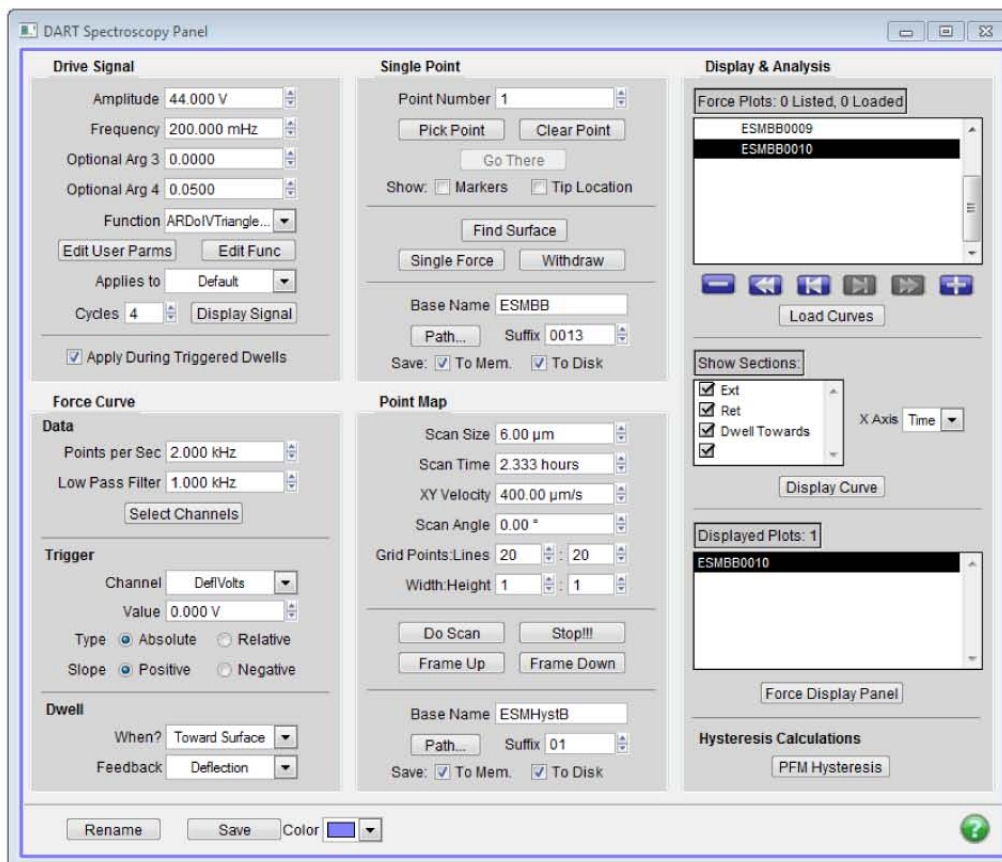 DART Spectroscopy Panel
Drive Signal
Amplitude 44.000 V
Frequency 200.000 mHz
Optional Arg 3 0.0000
Optional Arg 4 0.0500
Function ARDoIVTriangle...
Edit User Parms Edit Func
Applies to Default
Cycles 4 Display Signal
Apply During Triggered Dwells
Force Curve
Data
Points per Sec 2.000 kHz
Low Pass Filter 1.000 kHz
Select Channels
Trigger
Channel DeflVolts
Value 0.000 V
Type Absolute Relative
Slope Positive Negative
Dwell
When? Toward Surface
Feedback Deflection
Single Point
Point Number 1
Pick Point Clear Point
Go There
Show: Markers Tip Location
Find Surface
Single Force Withdraw
Base Name ESMBB
Path... Suffix 0013
Save: To Mem. To Disk
Point Map
Scan Size 6.00 µm
Scan Time 2.333 hours
XY Velocity 400.00 µm/s
Scan Angle 0.00 °
Grid Points:Lines 20 : 20
Width:Height 1 : 1
Do Scan Stop!!!
Frame Up Frame Down
Base Name ESMHystB
Path... Suffix 01
Save: To Mem. To Disk
Display & Analysis
Force Plots: 0 Listed, 0 Loaded
ESMBB0009
ESMBB0010
Load Curves
Show Sections:
Ext
Ret
Dwell Towards
X Axis Time
Display Curve
Displayed Plots: 1
ESMBB0010
Force Display Panel
Hysteresis Calculations
PFM Hysteresis
Rename Save Color
?